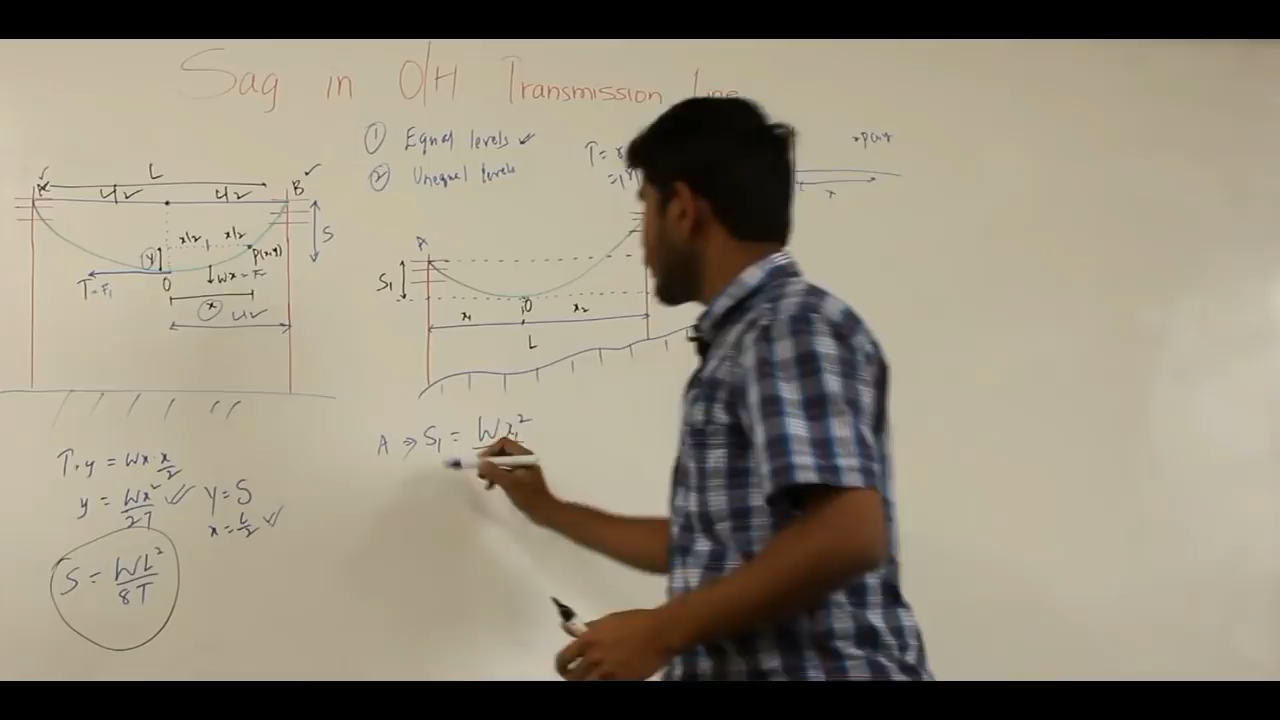 Sag in O/H Transmission Line
① Equal levels ✓
② Unequal levels
L
A ✓
B ✓
L/2
L/2
S
x/2
x/2
y
P(x,y)
T=F₁
O
Wx =
x
L/2
T.y = Wx . x/2
y = Wx²/2T ✓
Y = S
x = L/2 ✓
S = WL²/8T
T =
x
A
S₁
O
x₁
x₂
L
A ⇒ S₁ = Wx₁²